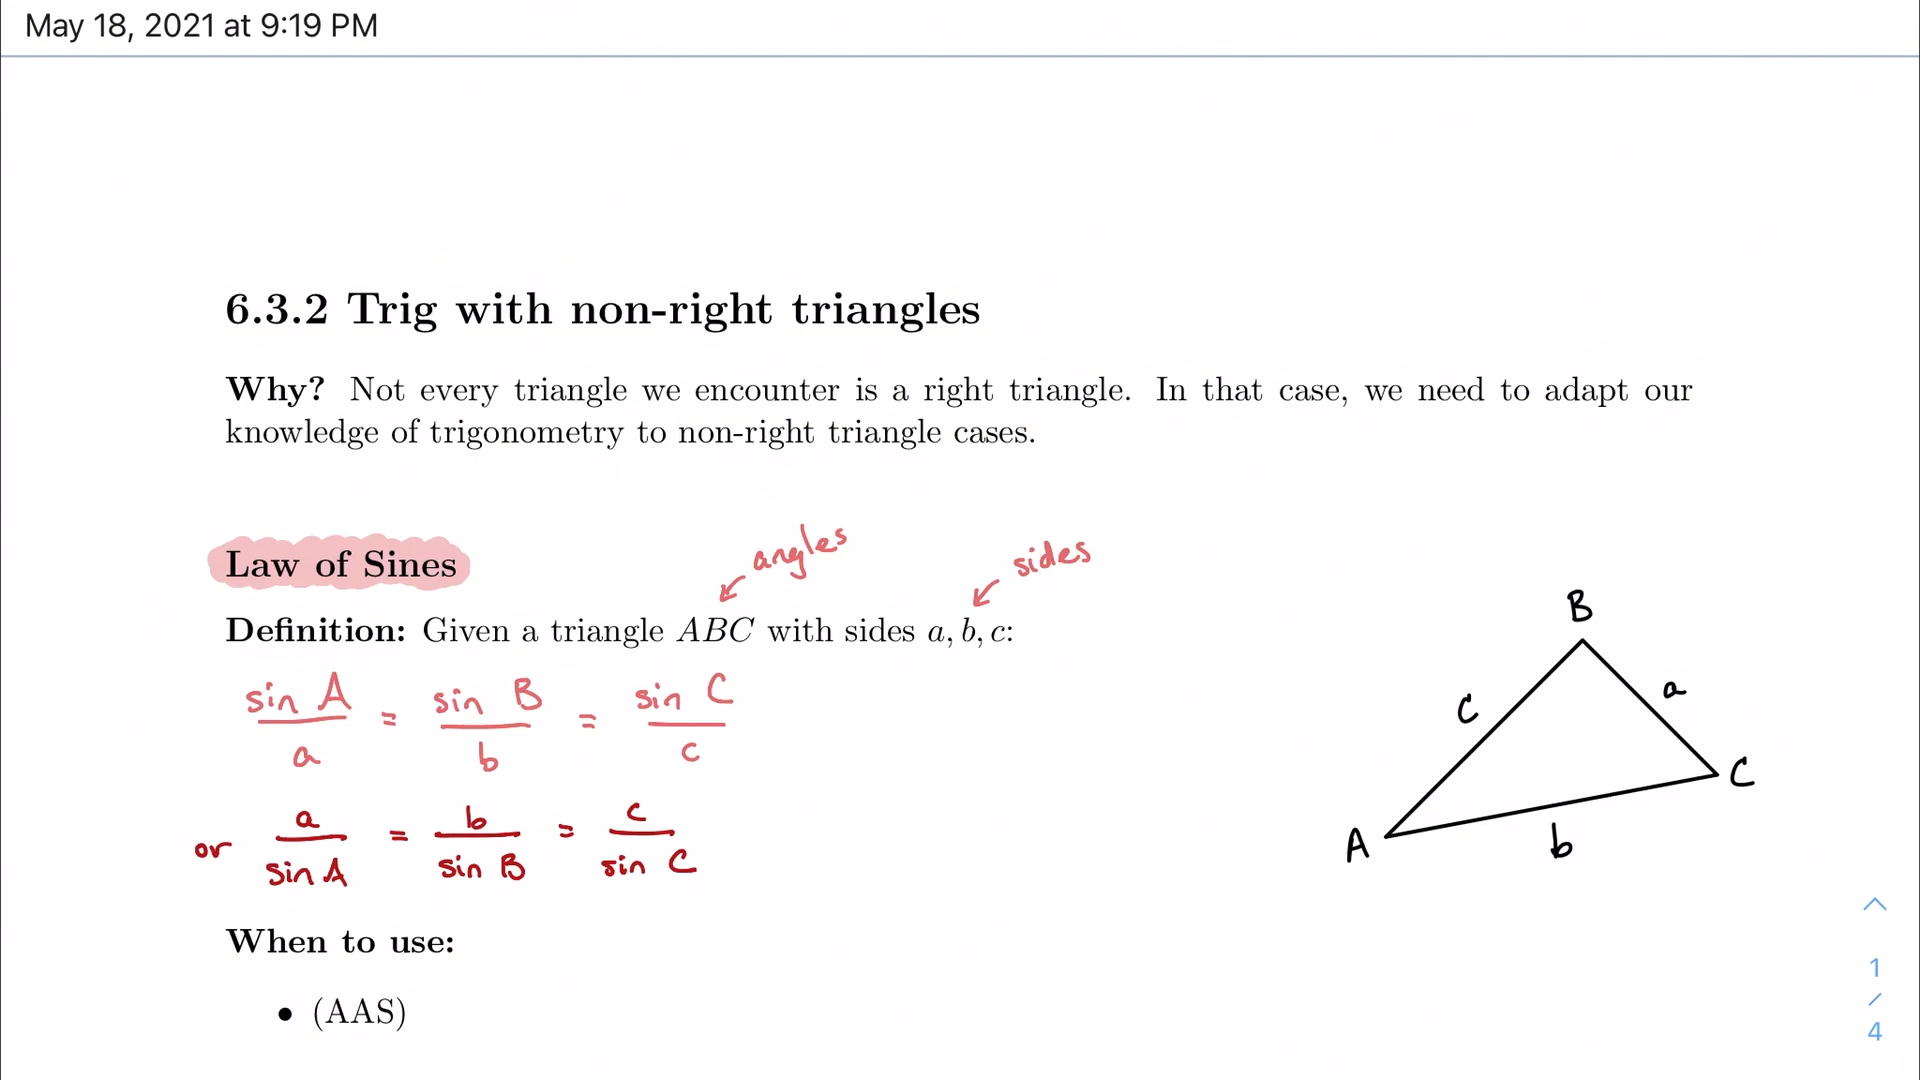 May 18, 2021 at 9:19 PM
6.3.2 Trig with non-right triangles
Why? Not every triangle we encounter is a right triangle. In that case, we need to adapt our
knowledge of trigonometry to non-right triangle cases.
angles
sides
Law of Sines
Definition: Given a triangle ABC with sides a, b, c:
sin A / a = sin B / b = sin C / c
or a / sin A = b / sin B = c / sin C
B
c
a
C
A
b
When to use:
• (AAS)
1
/
4